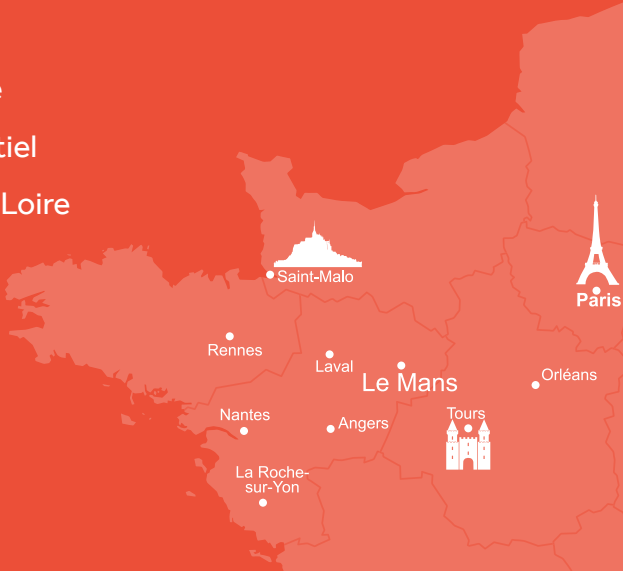 tiel
Loire
Saint-Malo
Paris
Rennes
Laval
Le Mans
Orléans
Nantes
Angers
Tours
La Roche-
sur-Yon